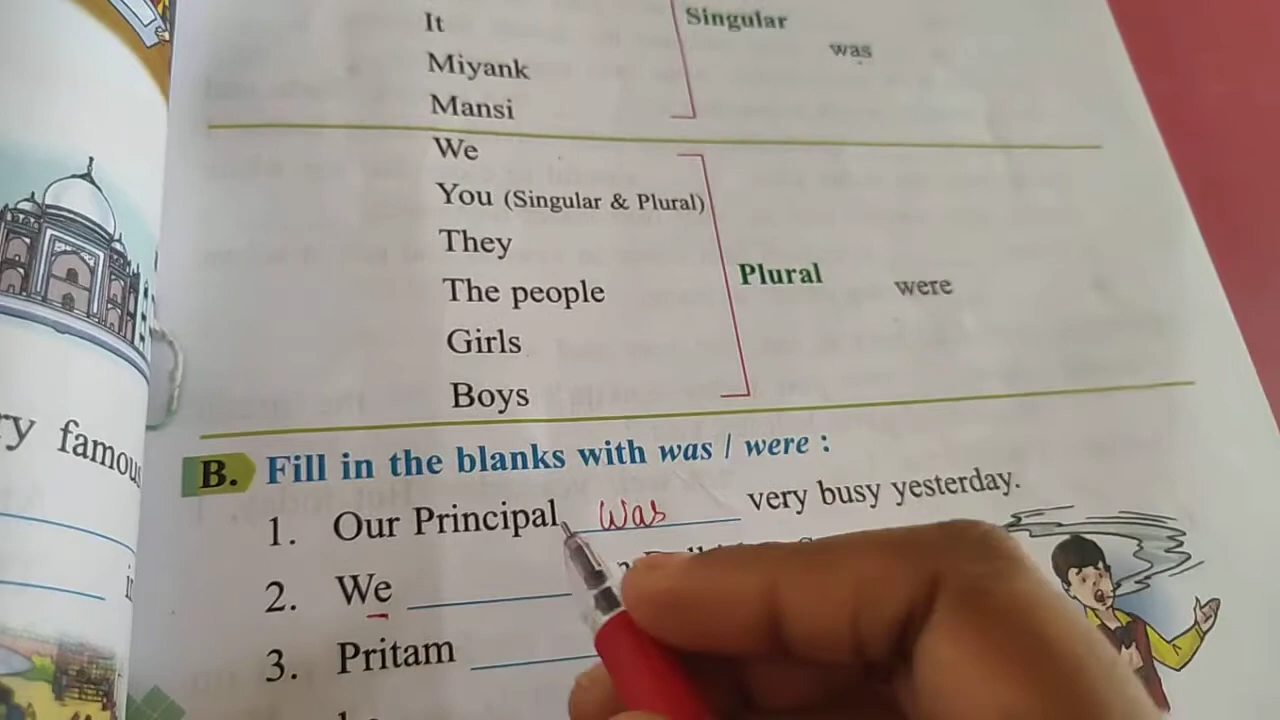 It
Singular
was
Miyank
Mansi
We
You (Singular & Plural)
They
The people
Plural
were
Girls
Boys
famous
B. Fill in the blanks with was / were :
1. Our Principal was very busy yesterday.
2. We
3. Pritam